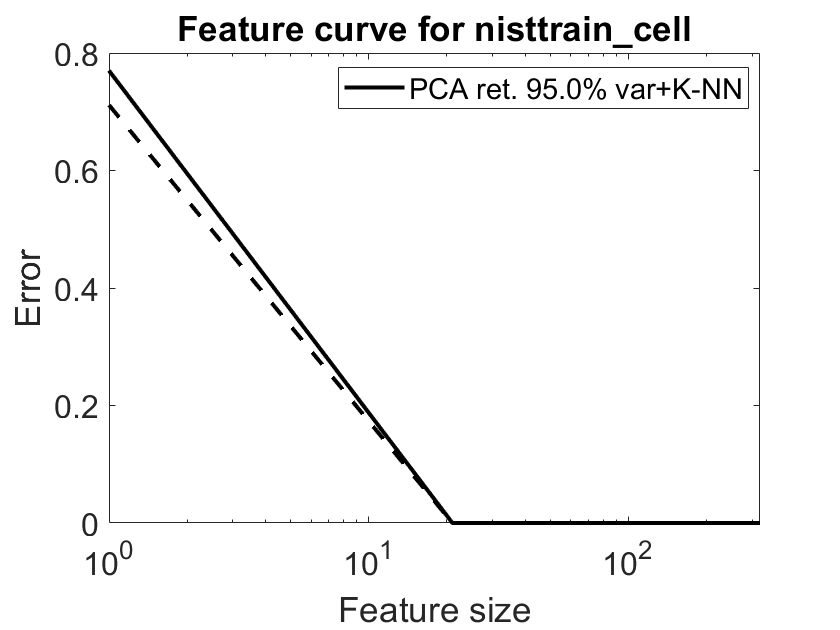 Feature curve for nisttrain_cell
PCA ret. 95.0% var+K-NN
0.8
0.6
0.4
0.2
0
Error
10^0
10^1
10^2
Feature size